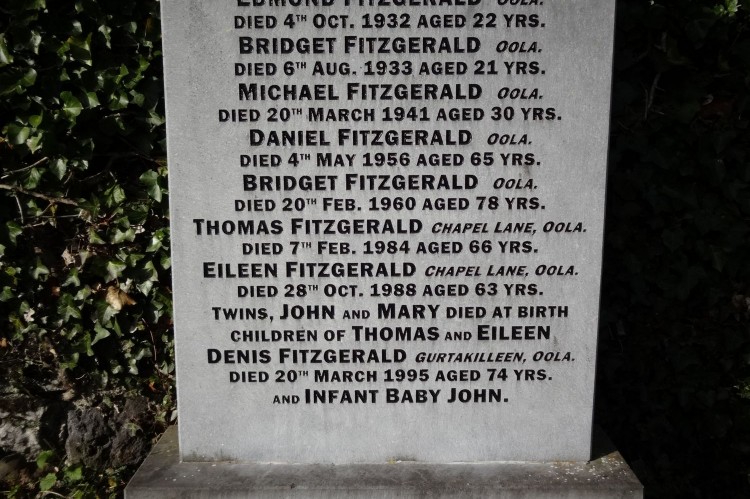 EDMOND FITZGERALD OOLA.
DIED 4TH OCT. 1932 AGED 22 YRS.
BRIDGET FITZGERALD OOLA.
DIED 6TH AUG. 1933 AGED 21 YRS.
MICHAEL FITZGERALD OOLA.
DIED 20TH MARCH 1941 AGED 30 YRS.
DANIEL FITZGERALD OOLA.
DIED 4TH MAY 1956 AGED 65 YRS.
BRIDGET FITZGERALD OOLA.
DIED 20TH FEB. 1960 AGED 78 YRS.
THOMAS FITZGERALD CHAPEL LANE, OOLA.
DIED 7TH FEB. 1984 AGED 66 YRS.
EILEEN FITZGERALD CHAPEL LANE, OOLA.
DIED 28TH OCT. 1988 AGED 63 YRS.
TWINS, JOHN AND MARY DIED AT BIRTH
CHILDREN OF THOMAS AND EILEEN
DENIS FITZGERALD GURTAKILLEEN, OOLA.
DIED 20TH MARCH 1995 AGED 74 YRS.
AND INFANT BABY JOHN.